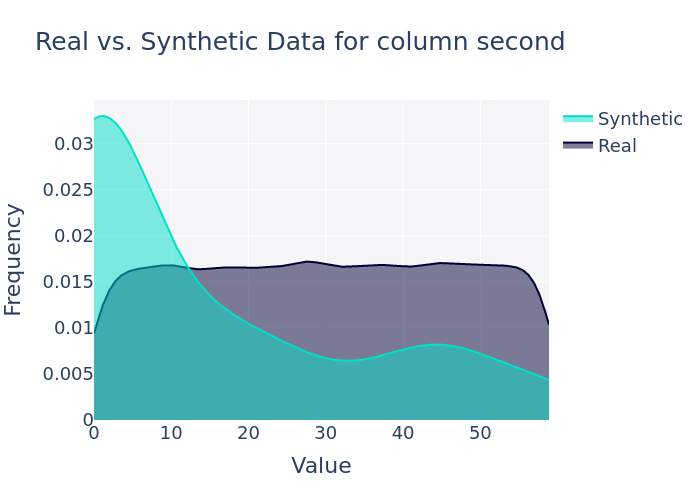 Real vs. Synthetic Data for column second
Synthetic
Real
Frequency
0.03
0.025
0.02
0.015
0.01
0.005
0
0 10 20 30 40 50
Value